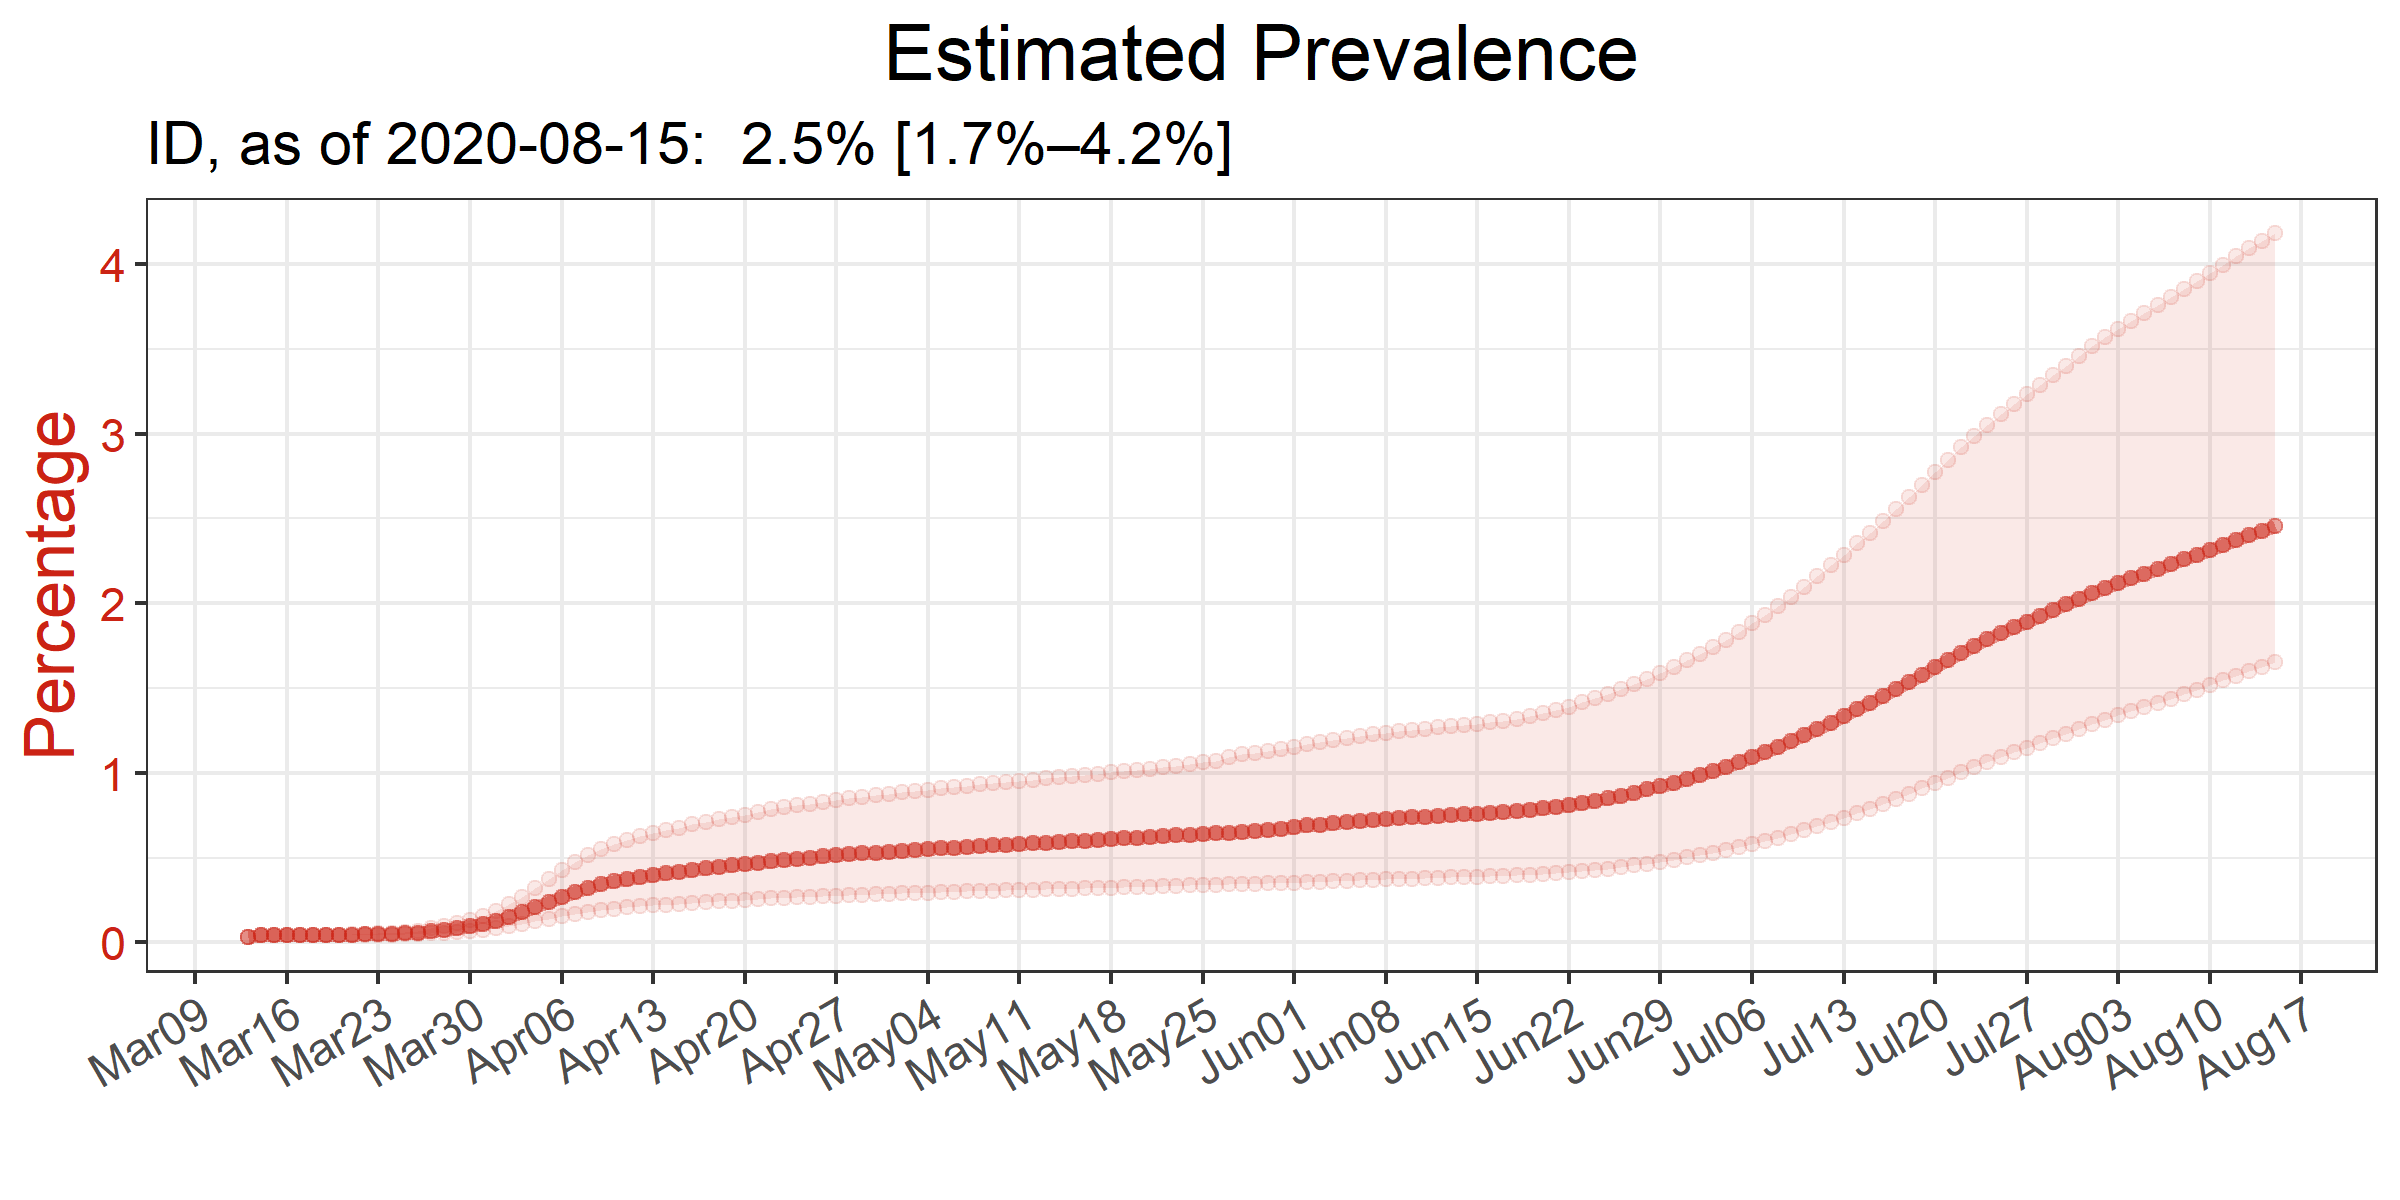 Estimated Prevalence
ID, as of 2020-08-15:  2.5% [1.7%–4.2%]
Percentage
4
3
2
1
0
Mar09
Mar16
Mar23
Mar30
Apr06
Apr13
Apr20
Apr27
May04
May11
May18
May25
Jun01
Jun08
Jun15
Jun22
Jun29
Jul06
Jul13
Jul20
Jul27
Aug03
Aug10
Aug17